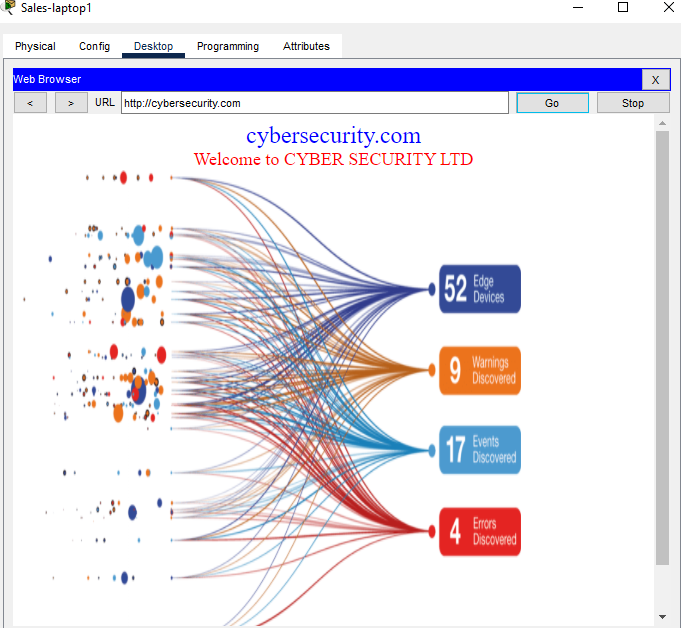 Sales-laptop1
Physical Config Desktop Programming Attributes
Web Browser X
< > URL http://cybersecurity.com Go Stop
cybersecurity.com
Welcome to CYBER SECURITY LTD
52 Edge
Devices
9 Warnings
Discovered
17 Events
Discovered
4 Errors
Discovered